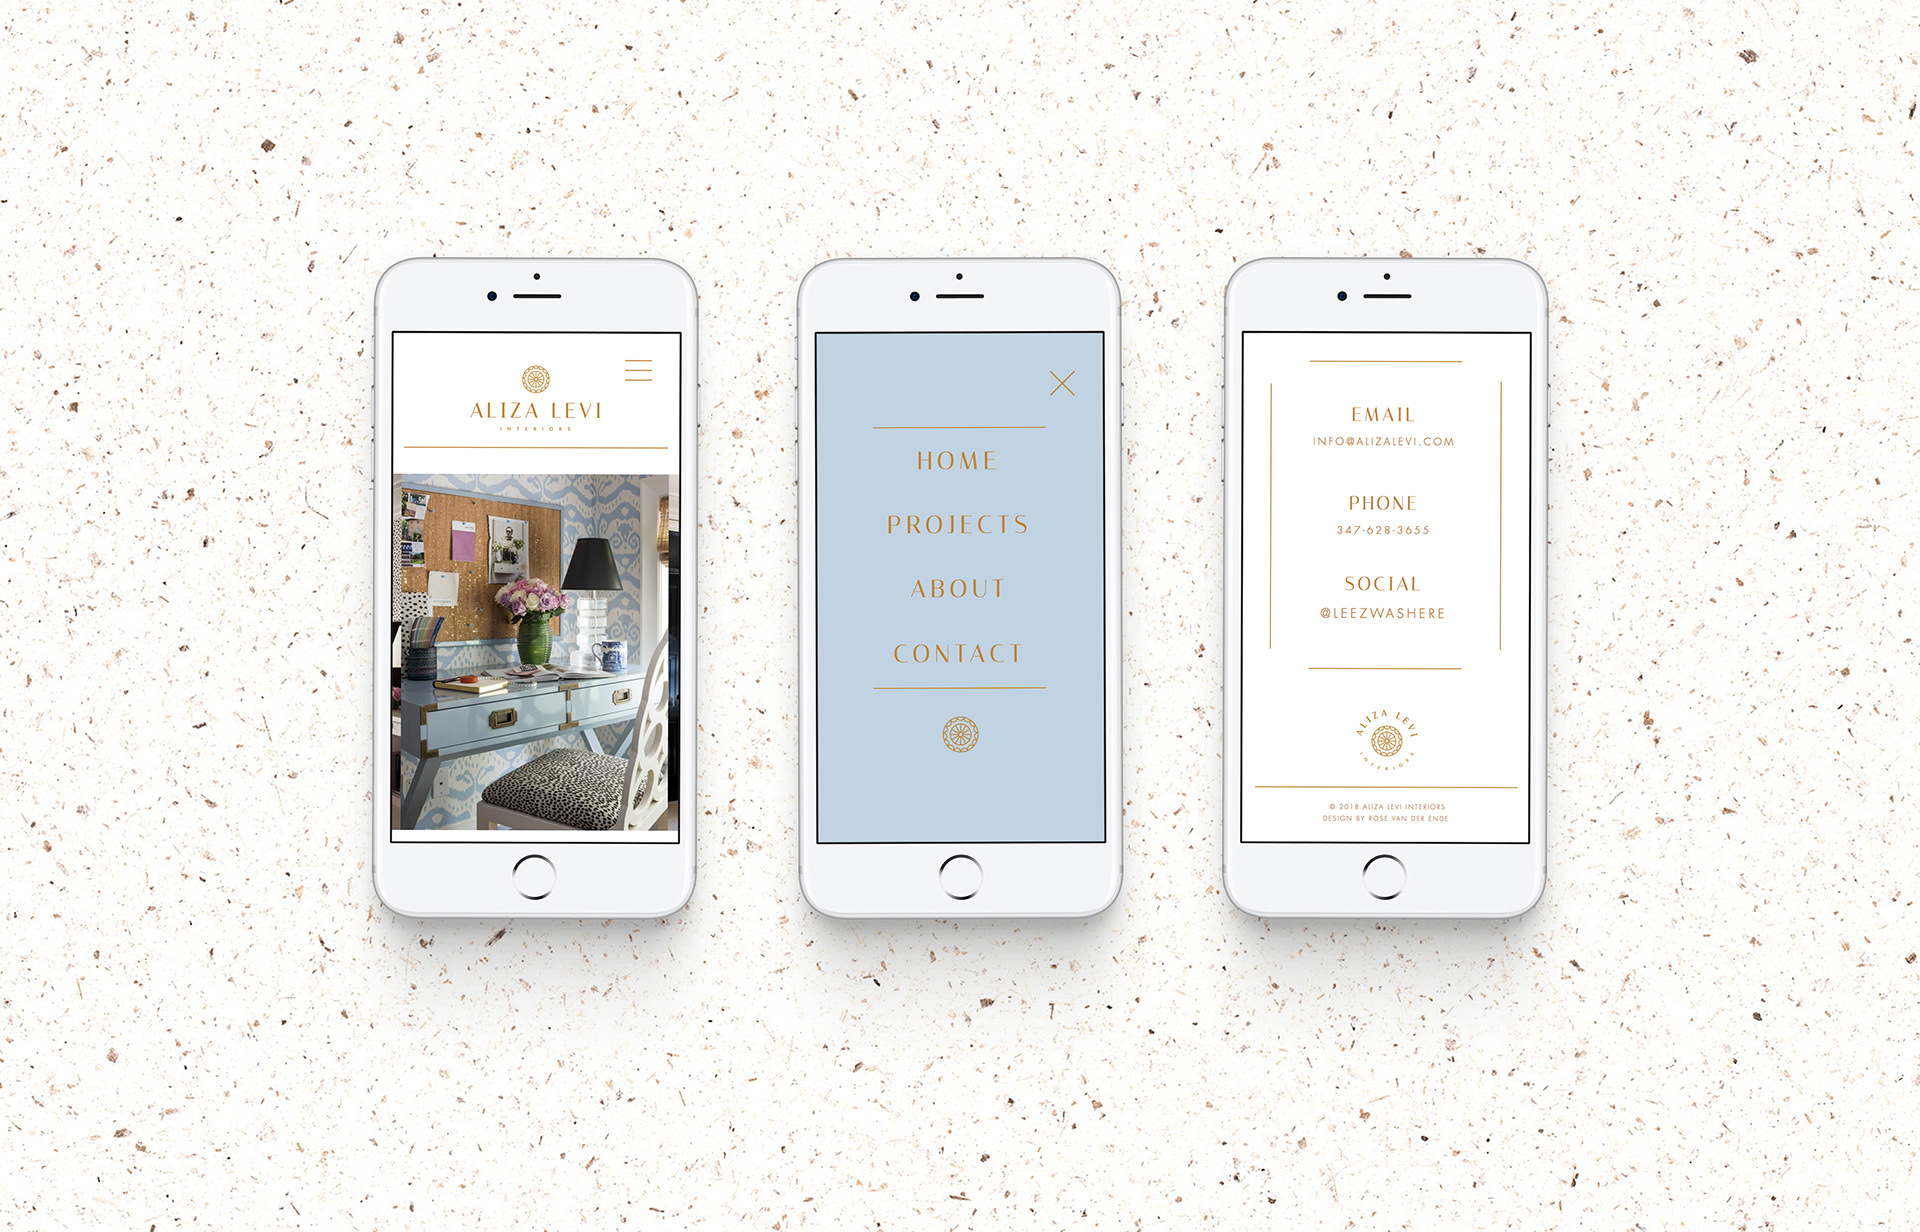 ALIZA LEVI
INTERIORS
HOME
PROJECTS
ABOUT
CONTACT
EMAIL
INFO@ALIZALEVI.COM
PHONE
347-628-3655
SOCIAL
@LEEZWASHERE
ALIZA LEVI
INTERIORS
© 2018 ALIZA LEVI INTERIORS
DESIGN BY ROSE VAN DER ENDE